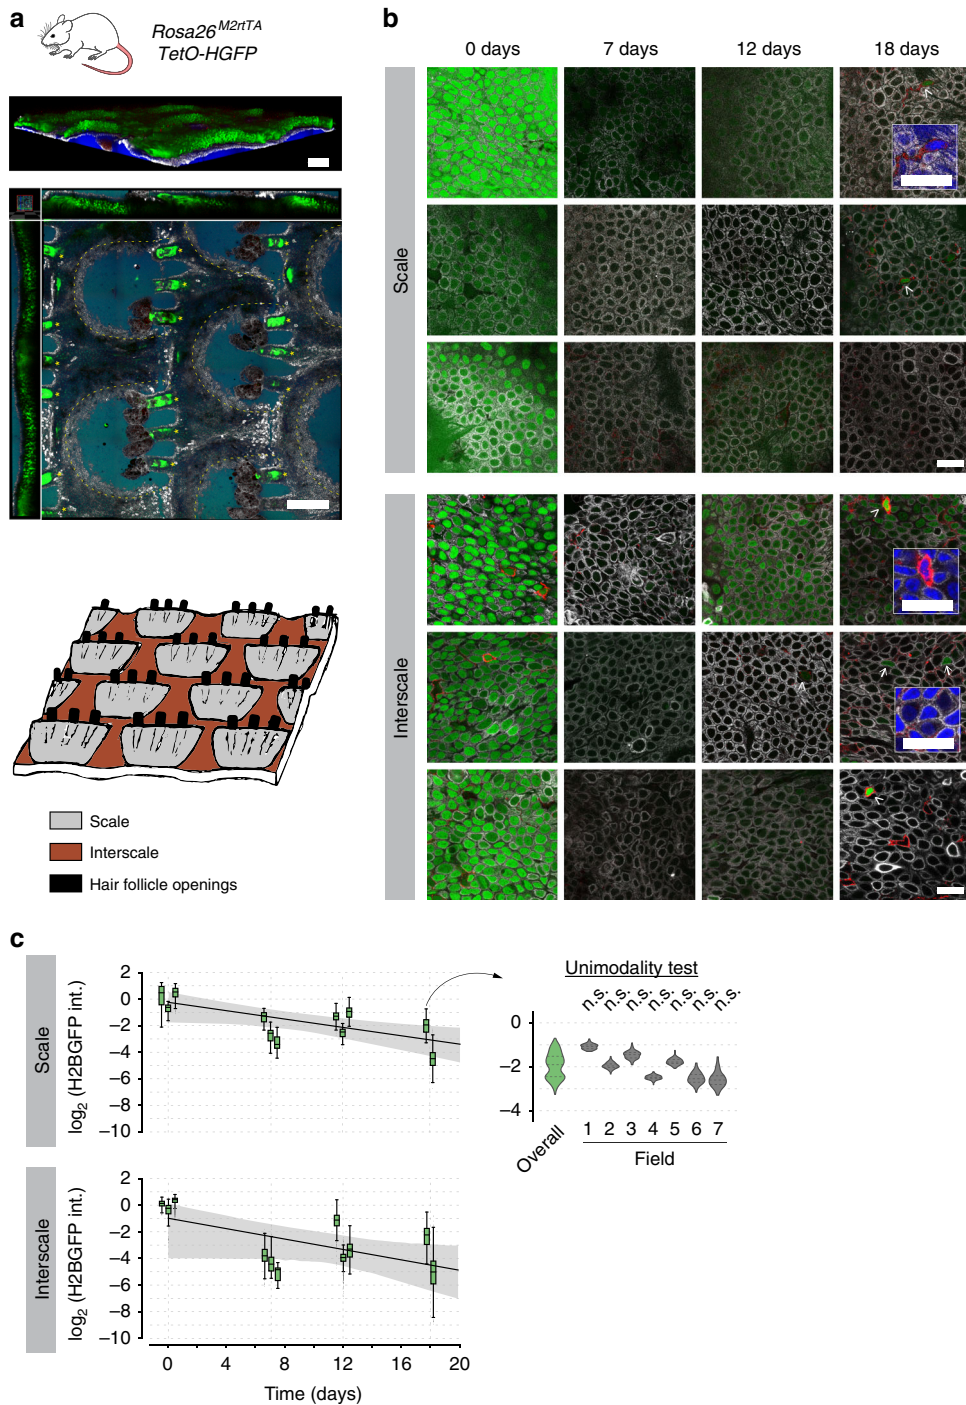 a
Rosa26^M2rtTA
TetO-HGFP
Scale
Interscale
Hair follicle openings
b
0 days 7 days 12 days 18 days
Scale
Interscale
c
Scale
log₂ (H2BGFP int.)
2
0
−2
−4
−6
−8
−10
Unimodality test
n.s. n.s. n.s. n.s. n.s. n.s. n.s.
0
−2
−4
Overall 1 2 3 4 5 6 7
Field
Interscale
log₂ (H2BGFP int.)
2
0
−2
−4
−6
−8
−10
0 4 8 12 16 20
Time (days)